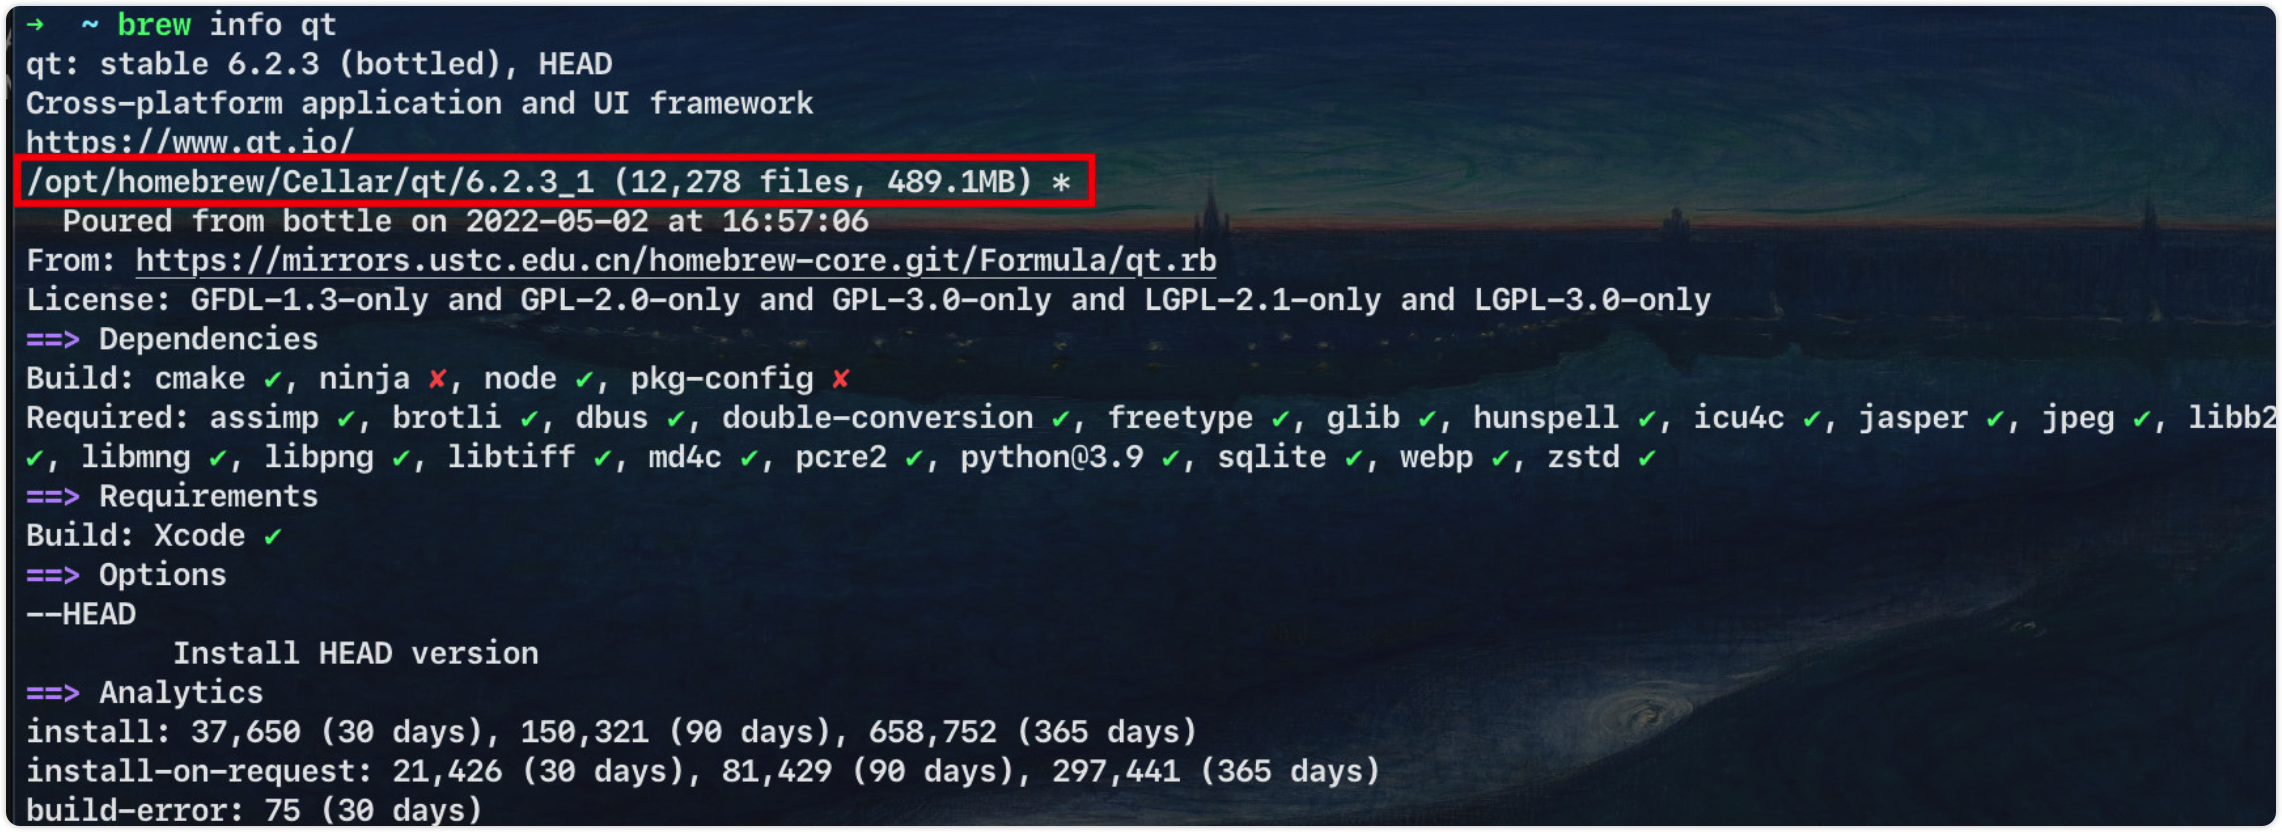 → ~ brew info qt
qt: stable 6.2.3 (bottled), HEAD
Cross-platform application and UI framework
https://www.qt.io/
/opt/homebrew/Cellar/qt/6.2.3_1 (12,278 files, 489.1MB) *
Poured from bottle on 2022-05-02 at 16:57:06
From: https://mirrors.ustc.edu.cn/homebrew-core.git/Formula/qt.rb
License: GFDL-1.3-only and GPL-2.0-only and GPL-3.0-only and LGPL-2.1-only and LGPL-3.0-only
==> Dependencies
Build: cmake ✔, ninja ✘, node ✔, pkg-config ✘
Required: assimp ✔, brotli ✔, dbus ✔, double-conversion ✔, freetype ✔, glib ✔, hunspell ✔, icu4c ✔, jasper ✔, jpeg ✔, libb2
✔, libmng ✔, libpng ✔, libtiff ✔, md4c ✔, pcre2 ✔, python@3.9 ✔, sqlite ✔, webp ✔, zstd ✔
==> Requirements
Build: Xcode ✔
==> Options
--HEAD
Install HEAD version
==> Analytics
install: 37,650 (30 days), 150,321 (90 days), 658,752 (365 days)
install-on-request: 21,426 (30 days), 81,429 (90 days), 297,441 (365 days)
build-error: 75 (30 days)